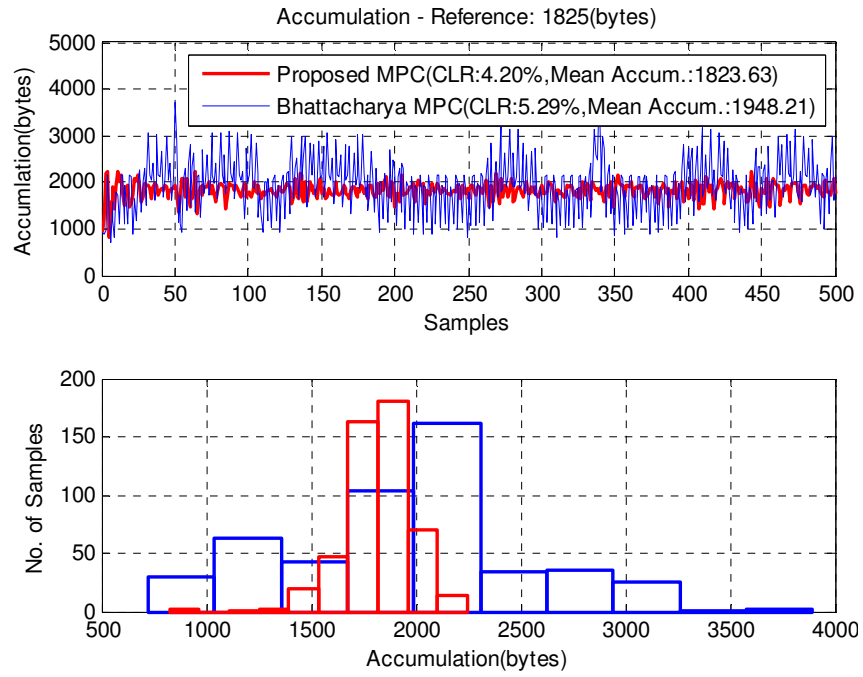 Accumulation - Reference: 1825(bytes)
5000
4000
3000
2000
1000
0
Accumlation(bytes)
Proposed MPC(CLR:4.20%,Mean Accum.:1823.63)
Bhattacharya MPC(CLR:5.29%,Mean Accum.:1948.21)
0 50 100 150 200 250 300 350 400 450 500
Samples
200
150
100
50
0
No. of Samples
500 1000 1500 2000 2500 3000 3500 4000
Accumulation(bytes)